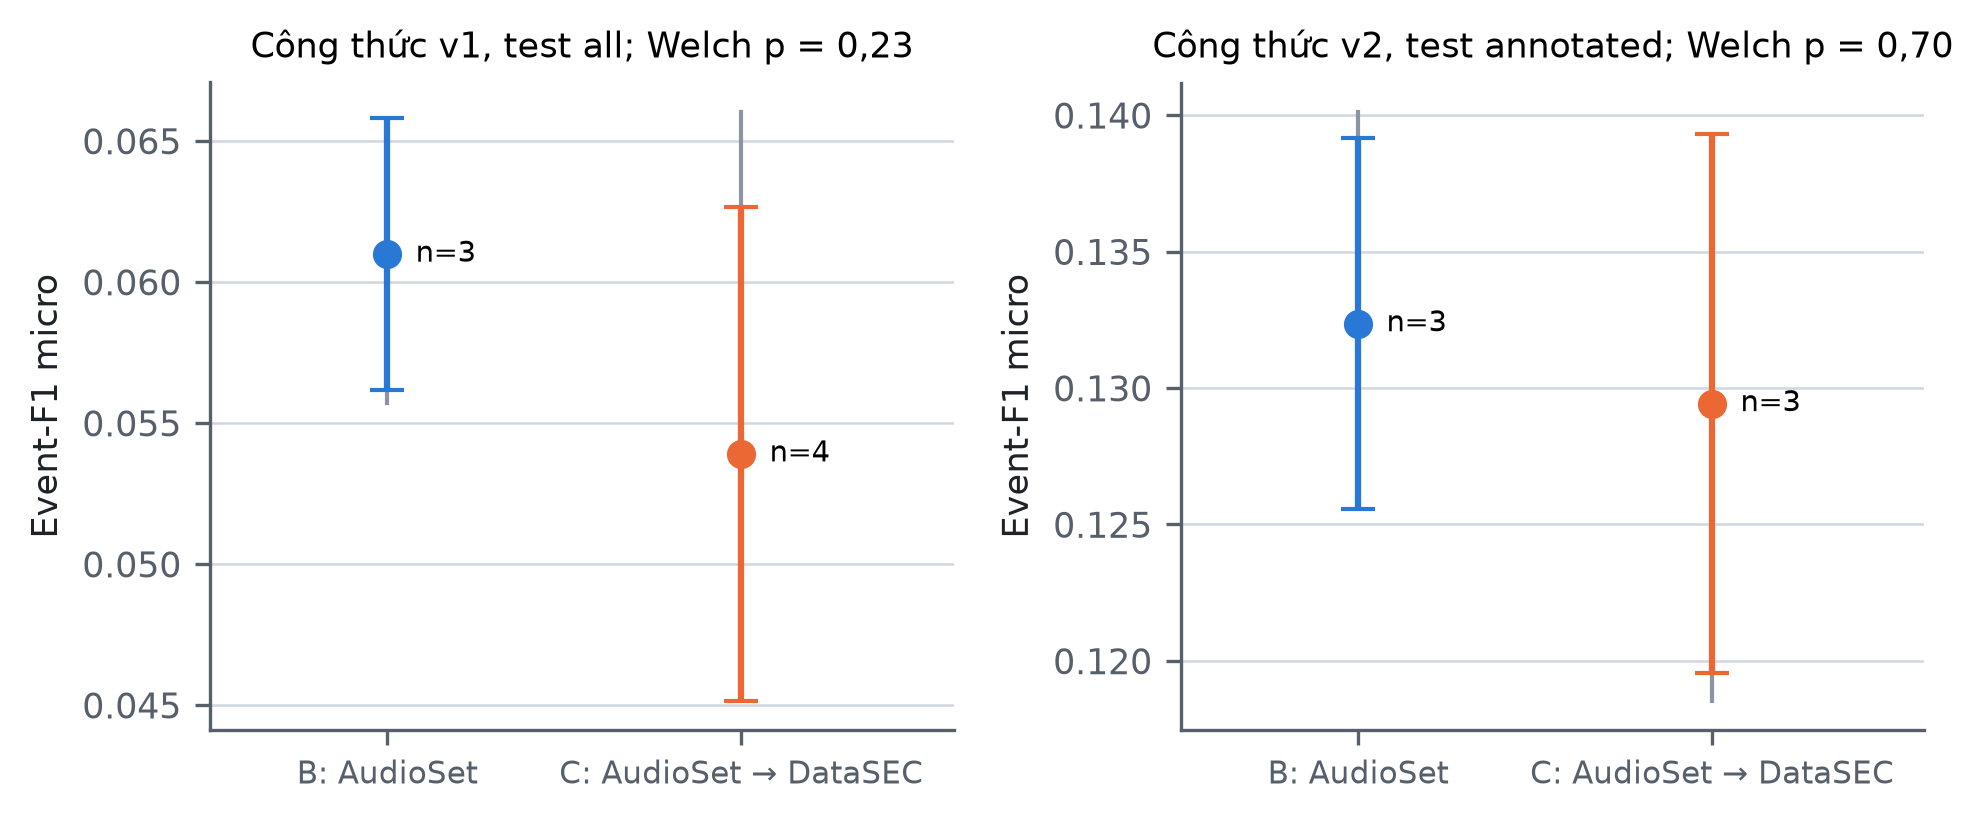 Công thức v1, test all; Welch p = 0,23
Event-F1 micro
0.065
0.060
0.055
0.050
0.045
n=3
n=4
B: AudioSet
C: AudioSet → DataSEC
Công thức v2, test annotated; Welch p = 0,70
Event-F1 micro
0.140
0.135
0.130
0.125
0.120
n=3
n=3
B: AudioSet
C: AudioSet → DataSEC